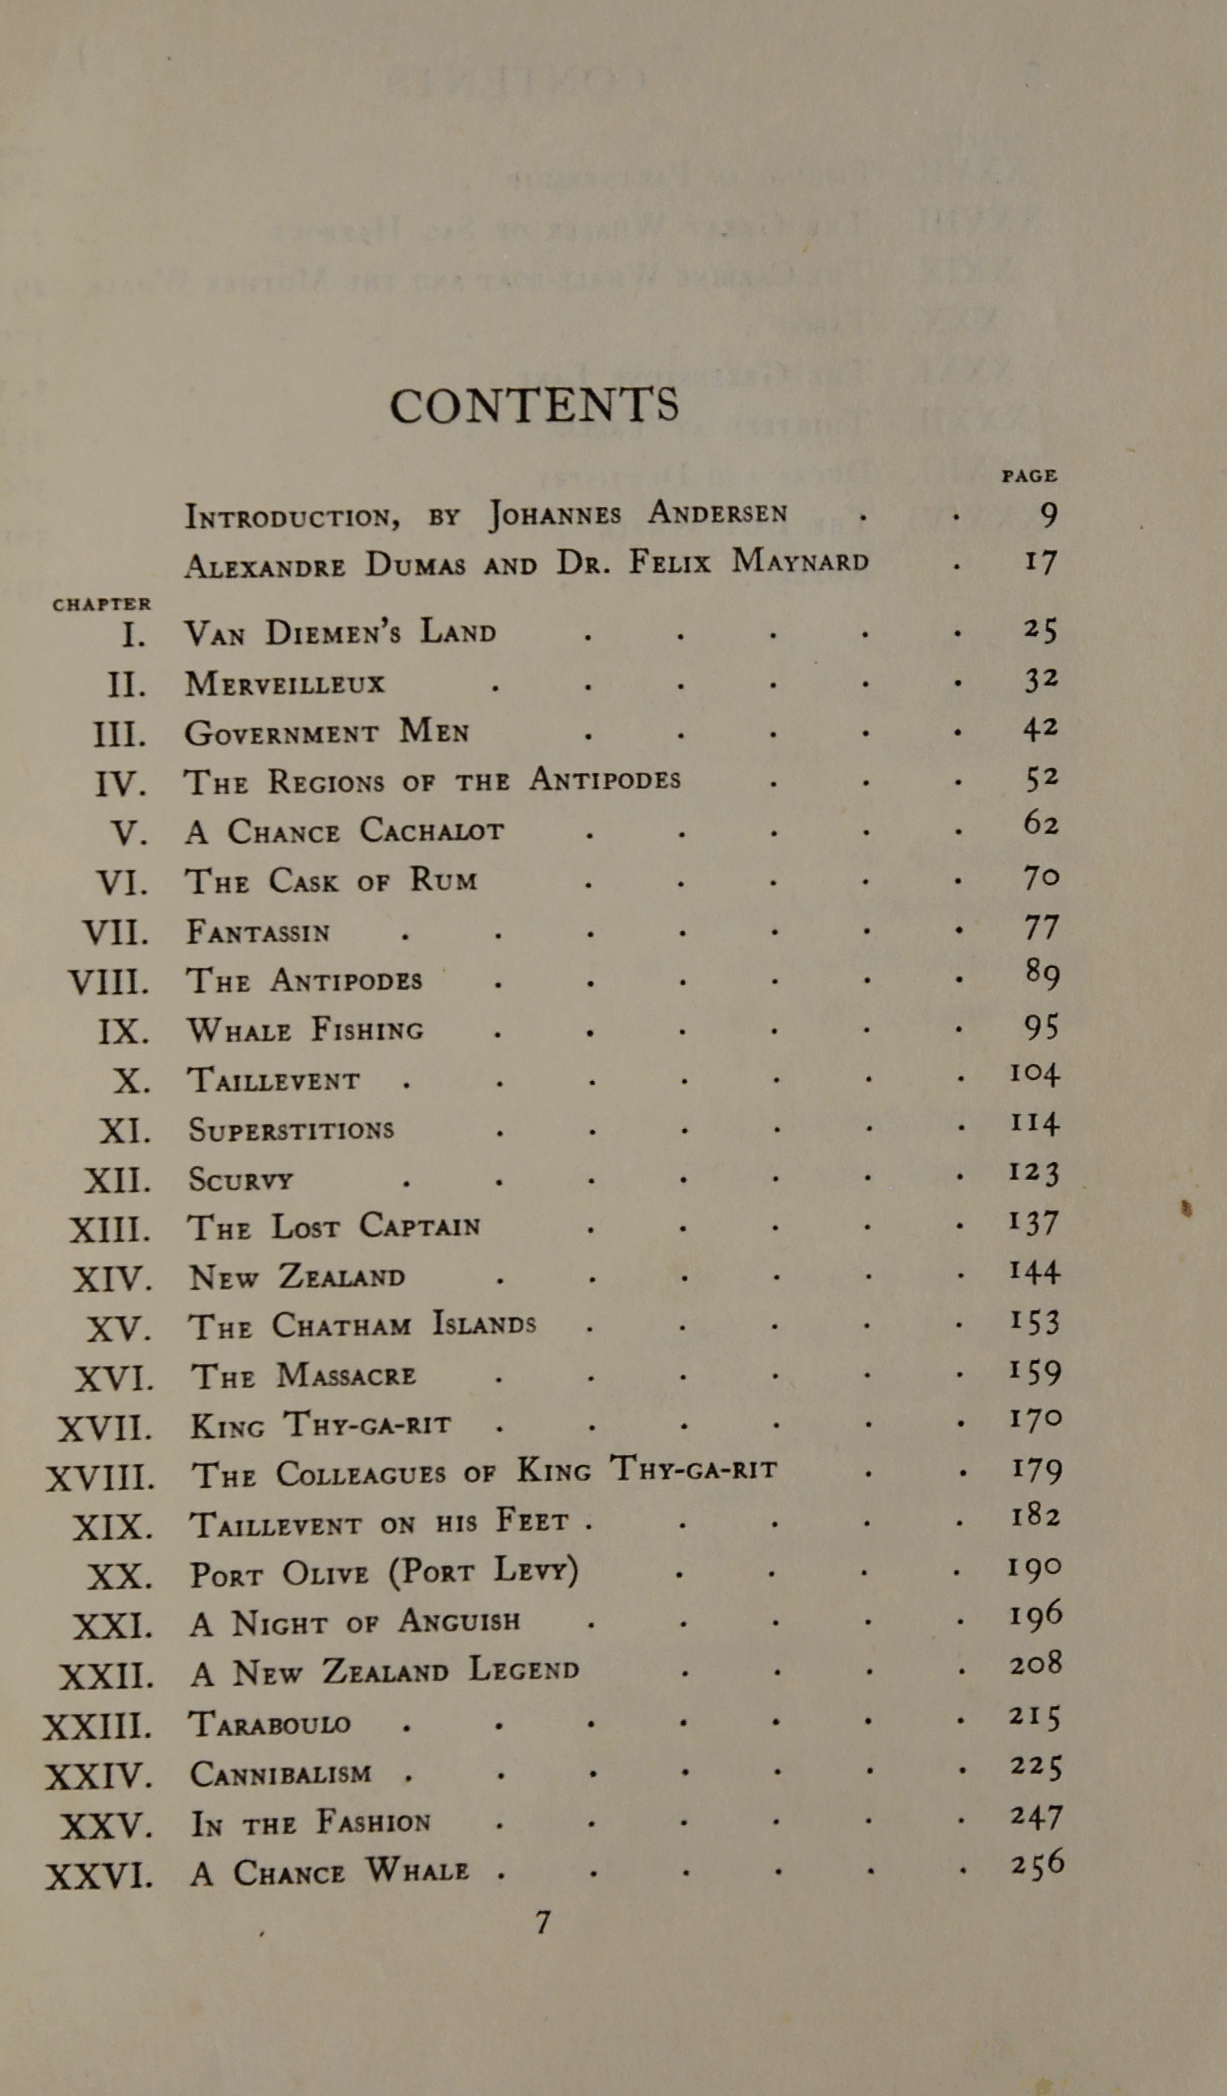 CONTENTS
PAGE
Introduction, by Johannes Andersen . . 9
Alexandre Dumas and Dr. Felix Maynard . 17
CHAPTER
I. Van Diemen's Land . . . . . 25
II. Merveilleux . . . . . . 32
III. Government Men . . . . . 42
IV. The Regions of the Antipodes . . . 52
V. A Chance Cachalot . . . . . 62
VI. The Cask of Rum . . . . . 70
VII. Fantassin . . . . . . . 77
VIII. The Antipodes . . . . . . 89
IX. Whale Fishing . . . . . . 95
X. Taillevent . . . . . . . 104
XI. Superstitions . . . . . . 114
XII. Scurvy . . . . . . . 123
XIII. The Lost Captain . . . . . 137
XIV. New Zealand . . . . . . 144
XV. The Chatham Islands . . . . . 153
XVI. The Massacre . . . . . . 159
XVII. King Thy-ga-rit . . . . . . 170
XVIII. The Colleagues of King Thy-ga-rit . . 179
XIX. Taillevent on his Feet . . . . . 182
XX. Port Olive (Port Levy) . . . . 190
XXI. A Night of Anguish . . . . . 196
XXII. A New Zealand Legend . . . . 208
XXIII. Taraboulo . . . . . . . 215
XXIV. Cannibalism . . . . . . . 225
XXV. In the Fashion . . . . . . 247
XXVI. A Chance Whale . . . . . . 256
7